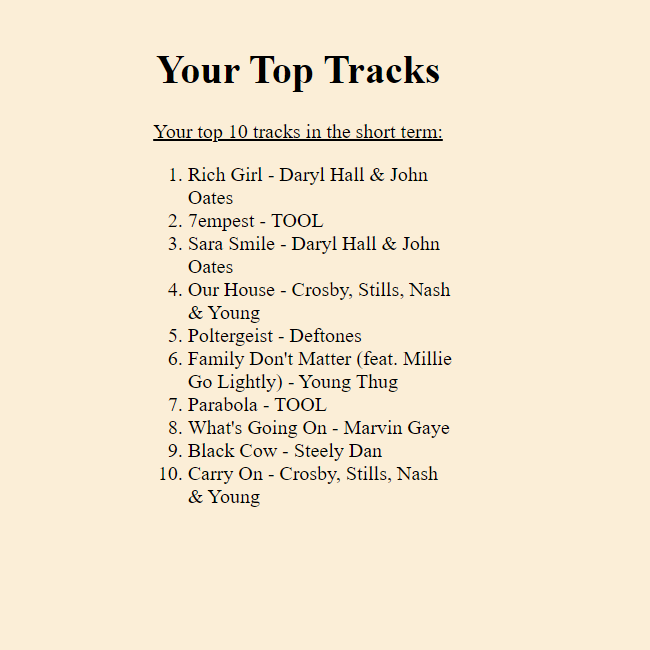 Your Top Tracks
Your top 10 tracks in the short term:
1. Rich Girl - Daryl Hall & John
Oates
2. 7empest - TOOL
3. Sara Smile - Daryl Hall & John
Oates
4. Our House - Crosby, Stills, Nash
& Young
5. Poltergeist - Deftones
6. Family Don't Matter (feat. Millie
Go Lightly) - Young Thug
7. Parabola - TOOL
8. What's Going On - Marvin Gaye
9. Black Cow - Steely Dan
10. Carry On - Crosby, Stills, Nash
& Young